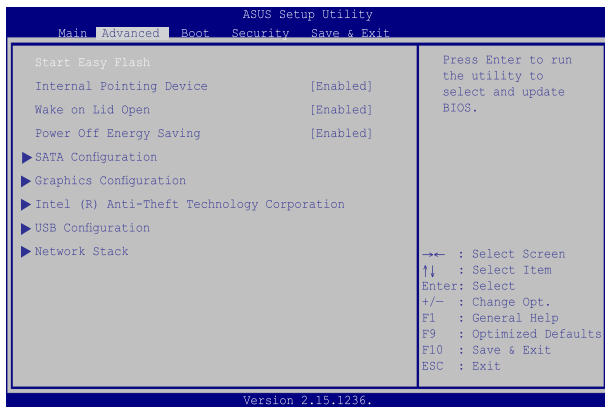 ASUS Setup Utility
Main Advanced Boot Security Save & Exit
Start Easy Flash
Internal Pointing Device [Enabled]
Wake on Lid Open [Enabled]
Power Off Energy Saving [Enabled]
SATA Configuration
Graphics Configuration
Intel (R) Anti-Theft Technology Corporation
USB Configuration
Network Stack
Press Enter to run
the utility to
select and update
BIOS.
→← : Select Screen
↑↓ : Select Item
Enter: Select
+/— : Change Opt.
F1 : General Help
F9 : Optimized Defaults
F10 : Save & Exit
ESC : Exit
Version 2.15.1236.